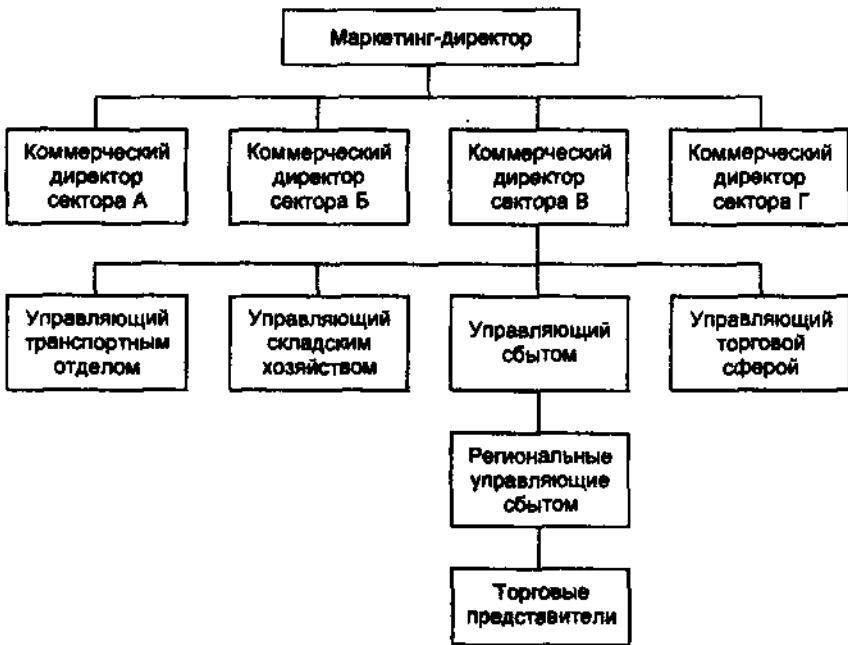 Маркетинг-директор
Коммерческий
директор
сектора А
Коммерческий
директор
сектора Б
Коммерческий
директор
сектора В
Коммерческий
директор
сектора Г
Управляющий
транспортным
отделом
Управляющий
складским
хозяйством
Управляющий
сбытом
Управляющий
торговой
сферой
Региональные
управляющие
сбытом
Торговые
представители